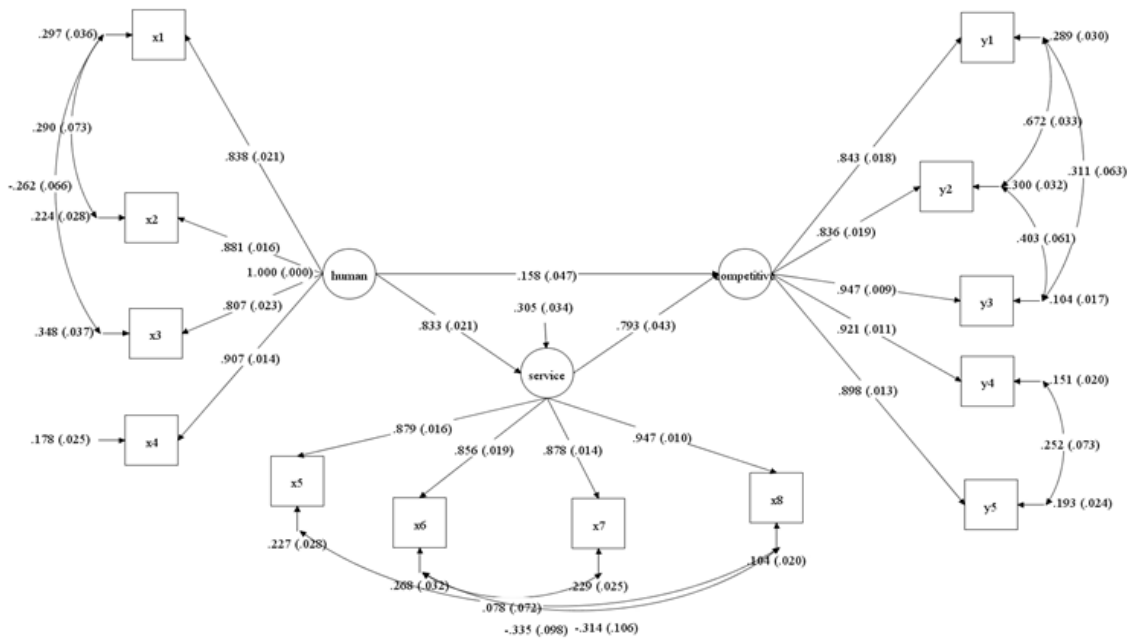 .297 (.036)
x1
y1
.289 (.030)
.290 (.073)
.838 (.021)
.672 (.033)
.843 (.018)
.311 (.063)
-.262 (.066)
.224 (.028)
x2
y2
.300 (.032)
.881 (.016)
.836 (.019)
.403 (.061)
1.000 (.000)
human
.158 (.047)
ompetitive
.807 (.023)
.947 (.009)
y3
.104 (.017)
.305 (.034)
.348 (.037)
x3
.833 (.021)
.793 (.043)
.921 (.011)
.907 (.014)
service
y4
.151 (.020)
.898 (.013)
.178 (.025)
x4
.879 (.016)
.856 (.019)
.878 (.014)
.947 (.010)
.252 (.073)
x5
x8
y5
.193 (.024)
x6
x7
.227 (.028)
.104 (.020)
.268 (.032)
.229 (.025)
.078 (.072)
-.335 (.098)
-.314 (.106)